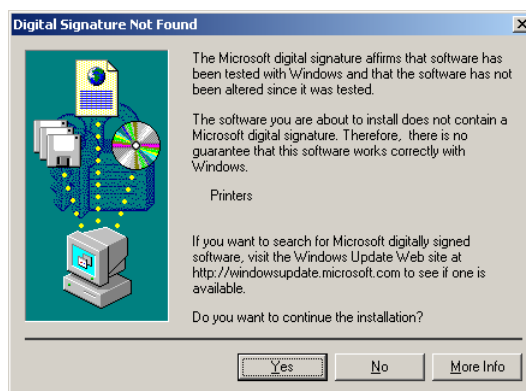 Digital Signature Not Found
The Microsoft digital signature affirms that software has
been tested with Windows and that the software has not
been altered since it was tested.
The software you are about to install does not contain a
Microsoft digital signature. Therefore, there is no
guarantee that this software works correctly with
Windows.
Printers
If you want to search for Microsoft digitally signed
software, visit the Windows Update Web site at
http://windowsupdate.microsoft.com to see if one is
available.
Do you want to continue the installation?
Yes
No
More Info